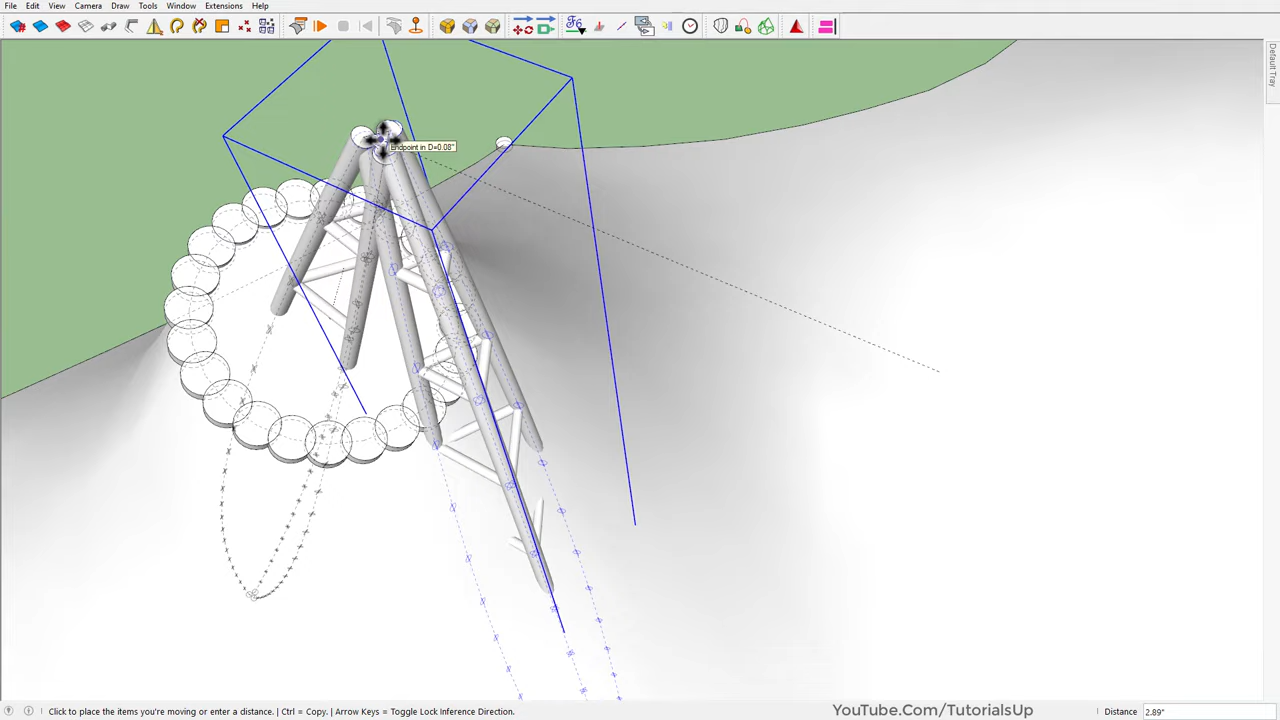 File Edit View Camera Draw Tools Window Extensions Help
Default Tray
Endpoint in D=0.08"
Click to place the items you're moving or enter a distance. | Ctrl = Copy. | Arrow Keys = Toggle Lock Inference Direction.
YouTube.Com/TutorialsUp
Distance 2.89"